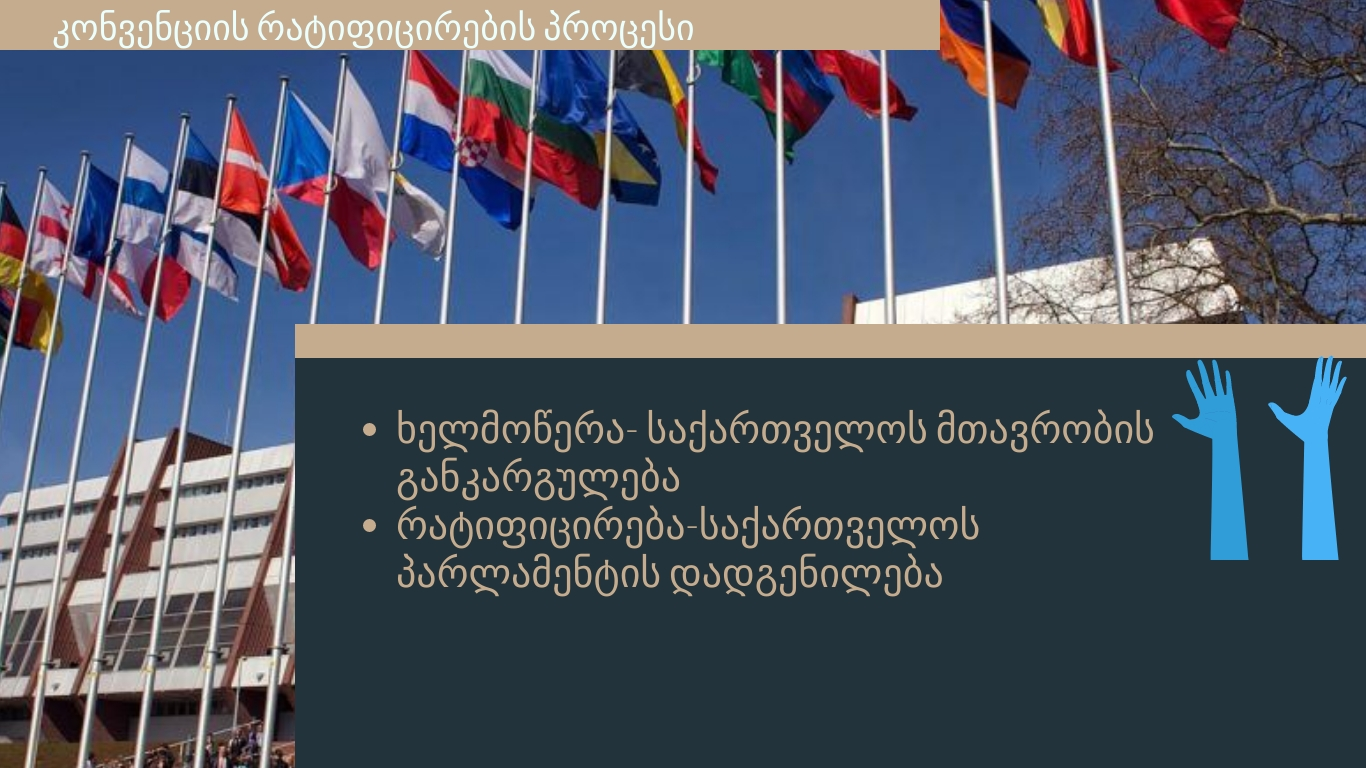 კონვენციის რატიფიცირების პროცესი
• ხელმოწერა- საქართველოს მთავრობის
განკარგულება
• რატიფიცირება-საქართველოს
პარლამენტის დადგენილება